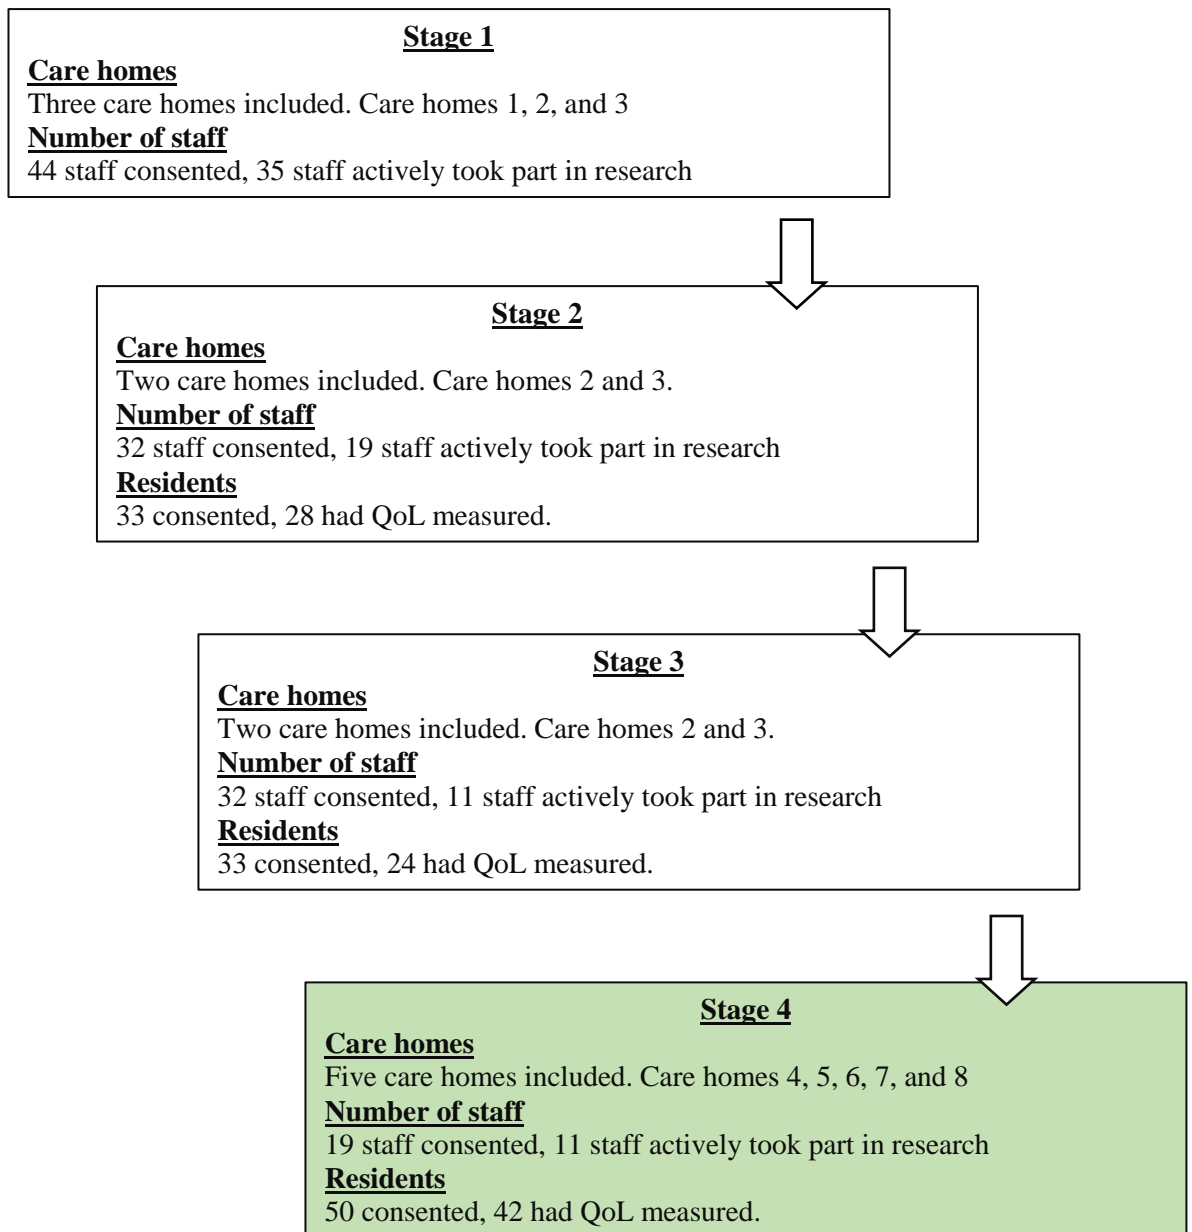 Stage 1
Care homes
Three care homes included. Care homes 1, 2, and 3
Number of staff
44 staff consented, 35 staff actively took part in research
Stage 2
Care homes
Two care homes included. Care homes 2 and 3.
Number of staff
32 staff consented, 19 staff actively took part in research
Residents
33 consented, 28 had QoL measured.
Stage 3
Care homes
Two care homes included. Care homes 2 and 3.
Number of staff
32 staff consented, 11 staff actively took part in research
Residents
33 consented, 24 had QoL measured.
Stage 4
Care homes
Five care homes included. Care homes 4, 5, 6, 7, and 8
Number of staff
19 staff consented, 11 staff actively took part in research
Residents
50 consented, 42 had QoL measured.